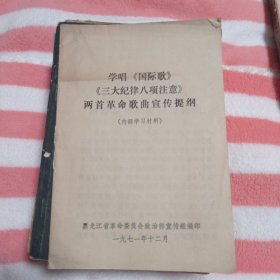 学唱《国际歌》
《三大纪律八项注意》
两首革命歌曲宣传提纲
（内部学习材料）
黑龙江省革命委员会政治部宣传组编印
一九七一年十二月